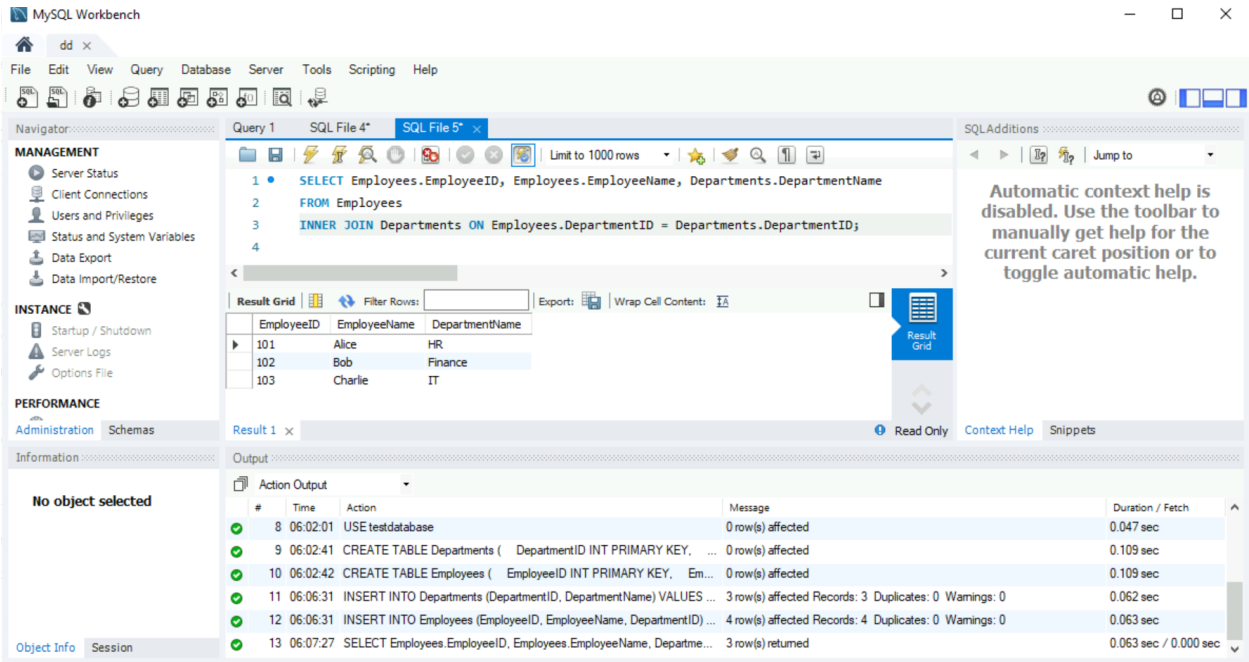 MySQL Workbench
dd
File Edit View Query Database Server Tools Scripting Help
Navigator
MANAGEMENT
Server Status
Client Connections
Users and Privileges
Status and System Variables
Data Export
Data Import/Restore
INSTANCE
Startup / Shutdown
Server Logs
Options File
PERFORMANCE
Administration Schemas
Query 1 SQL File 4* SQL File 5*
Limit to 1000 rows
1 SELECT Employees.EmployeeID, Employees.EmployeeName, Departments.DepartmentName
2 FROM Employees
3 INNER JOIN Departments ON Employees.DepartmentID = Departments.DepartmentID;
4
Result Grid Filter Rows: Export: Wrap Cell Content:
EmployeeID EmployeeName DepartmentName
101 Alice HR
102 Bob Finance
103 Charlie IT
Result
Grid
Result 1 Read Only
SQLAdditions
Jump to
Automatic context help is
disabled. Use the toolbar to
manually get help for the
current caret position or to
toggle automatic help.
Context Help Snippets
Information
No object selected
Object Info Session
Output
Action Output
# Time Action Message Duration / Fetch
8 06:02:01 USE testdatabase 0 row(s) affected 0.047 sec
9 06:02:41 CREATE TABLE Departments ( DepartmentID INT PRIMARY KEY, ... 0 row(s) affected 0.109 sec
10 06:02:42 CREATE TABLE Employees ( EmployeeID INT PRIMARY KEY, Em... 0 row(s) affected 0.109 sec
11 06:06:31 INSERT INTO Departments (DepartmentID, DepartmentName) VALUES ... 3 row(s) affected Records: 3 Duplicates: 0 Warnings: 0 0.062 sec
12 06:06:31 INSERT INTO Employees (EmployeeID, EmployeeName, DepartmentID) ... 4 row(s) affected Records: 4 Duplicates: 0 Warnings: 0 0.063 sec
13 06:07:27 SELECT Employees.EmployeeID, Employees.EmployeeName, Departme... 3 row(s) returned 0.063 sec / 0.000 sec